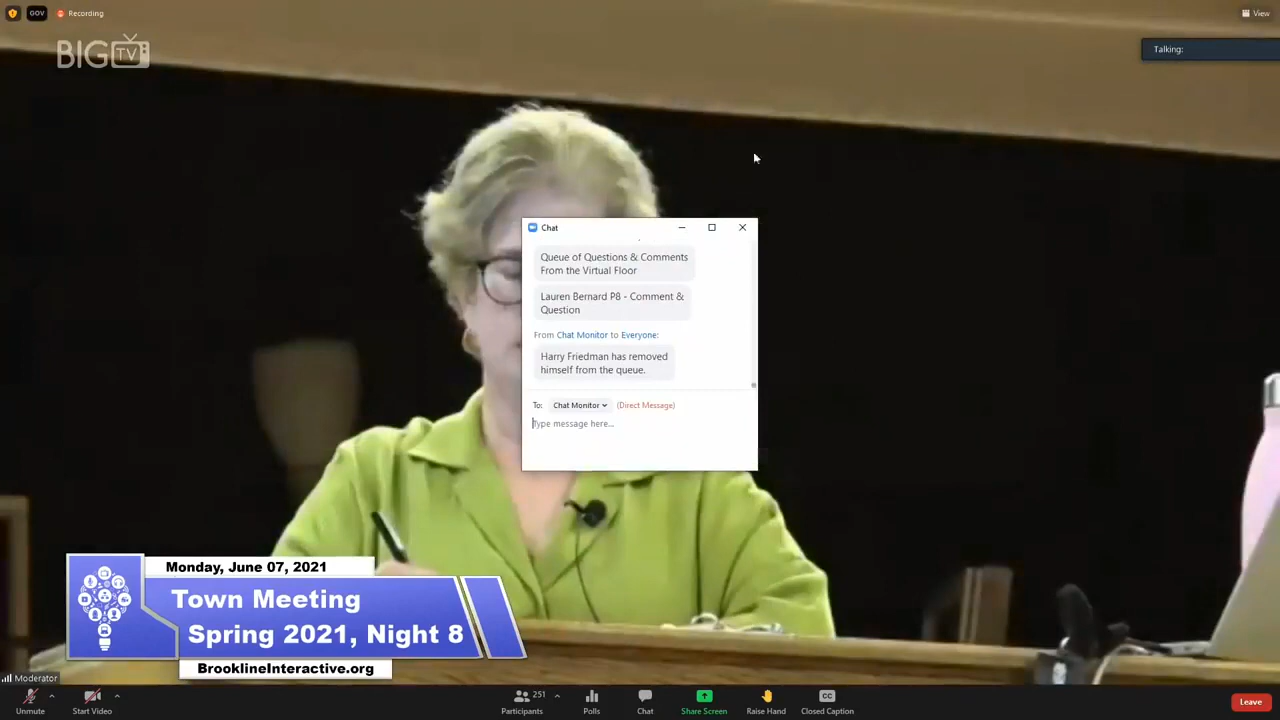 GOV
Recording
View
BIG TV
Talking:
Chat
Queue of Questions & Comments
From the Virtual Floor
Lauren Bernard P8 - Comment &
Question
From Chat Monitor to Everyone:
Harry Friedman has removed
himself from the queue.
To: Chat Monitor (Direct Message)
Type message here...
Monday, June 07, 2021
Town Meeting
Spring 2021, Night 8
BrooklineInteractive.org
Moderator
Unmute
Start Video
251
Participants
Polls
Chat
Share Screen
Raise Hand
CC
Closed Caption
Leave